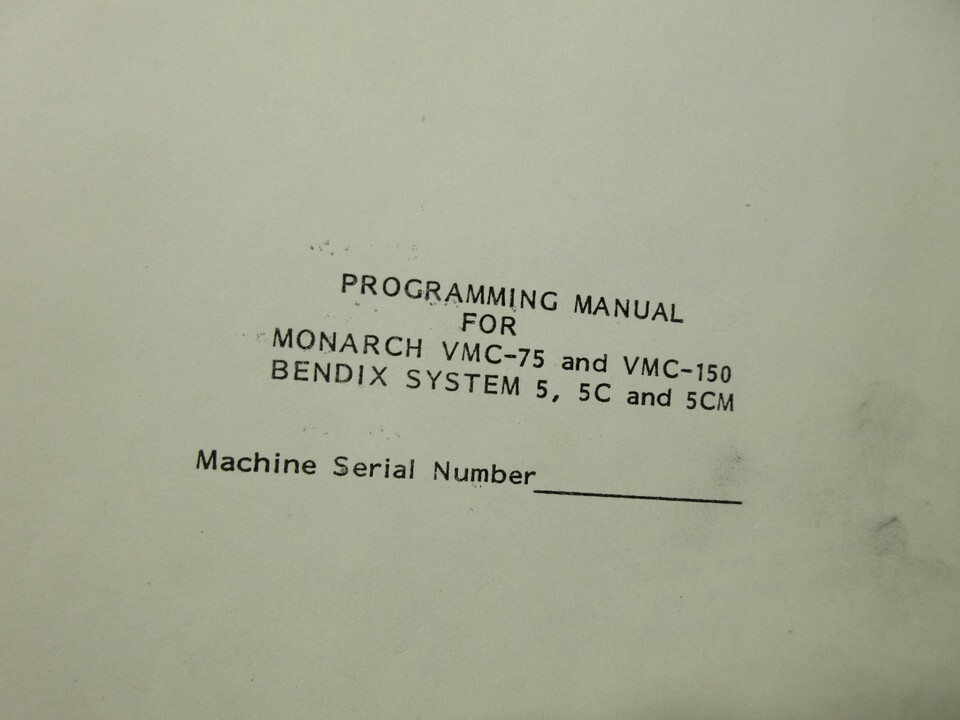 PROGRAMMING MANUAL
FOR
MONARCH VMC-75 and VMC-150
BENDIX SYSTEM 5, 5C and 5CM
Machine Serial Number